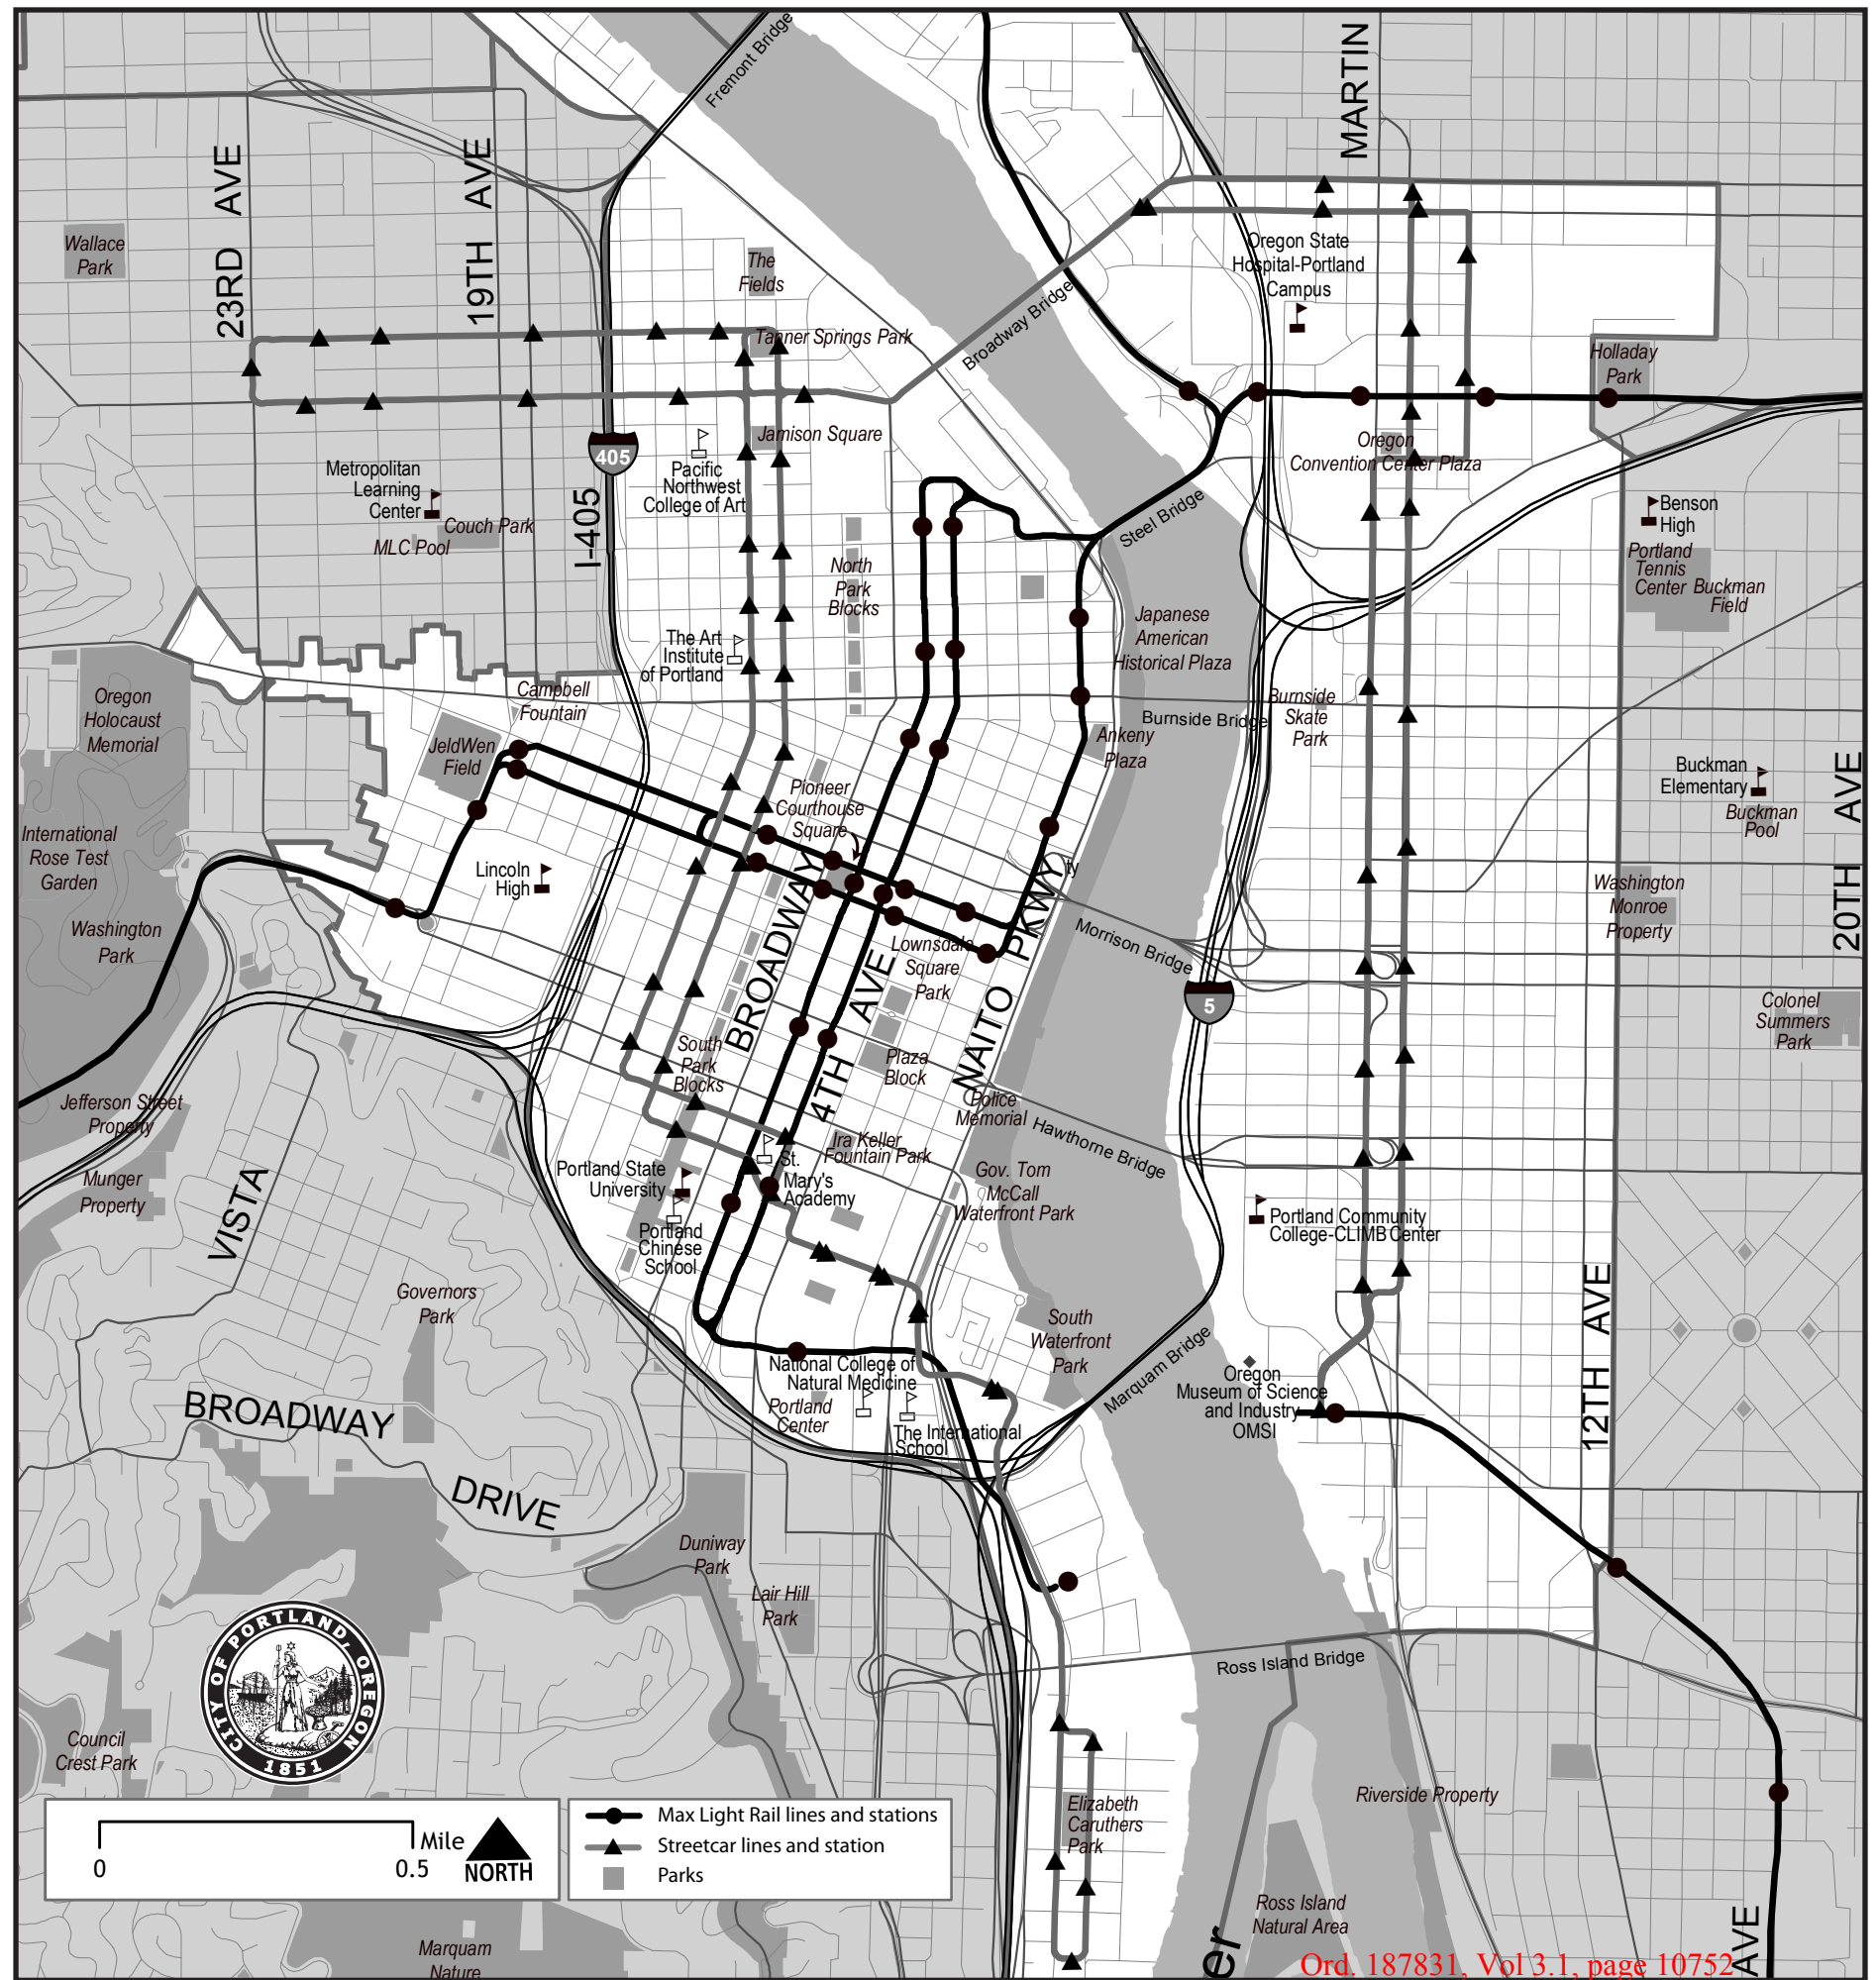 Fremont Bridge
MARTIN
23RD AVE
19TH AVE
Wallace
Park
The
Fields
Oregon State
Hospital-Portland
Campus
Broadway Bridge
Tanner Springs Park
Holladay
Park
405
I-405
Jamison Square
Pacific
Northwest
College of Art
Metropolitan
Learning
Center
Couch Park
MLC Pool
Oregon
Convention Center Plaza
Steel Bridge
Benson
High
Portland
Tennis
Center
Buckman
Field
North
Park
Blocks
Japanese
American
Historical Plaza
The Art
Institute
of Portland
Campbell
Fountain
Oregon
Holocaust
Memorial
JeldWen
Field
Burnside Bridge
Burnside
Skate
Park
Ankeny
Plaza
Buckman
Elementary
Buckman
Pool
20TH AVE
Pioneer
Courthouse
Square
International
Rose Test
Garden
Lincoln
High
ty
Washington
Monroe
Property
Washington
Park
BROADWAY
4TH AVE
NAITO PKWY
Morrison Bridge
Lownsdale
Square
Park
5
Colonel
Summers
Park
South
Park
Blocks
Plaza
Block
Police
Memorial
Hawthorne Bridge
Jefferson Street
Property
Munger
Property
VISTA
Ira Keller
Fountain Park
St.
Mary's
Academy
Portland State
University
Gov. Tom
McCall
Waterfront Park
Portland
Chinese
School
Portland Community
College-CLIMB Center
Governors
Park
12TH AVE
South
Waterfront
Park
Marquam Bridge
National College of
Natural Medicine
Portland
Center
The International
School
Oregon
Museum of Science
and Industry
OMSI
BROADWAY
DRIVE
Duniway
Park
Lair Hill
Park
Ross Island Bridge
CITY OF PORTLAND, OREGON
1851
Council
Crest Park
Elizabeth
Caruthers
Park
Riverside Property
0
0.5
Mile
NORTH
Max Light Rail lines and stations
Streetcar lines and station
Parks
Ross Island
Natural Area
Marquam
Nature
er
AVE
Ord. 187831, Vol 3.1, page 10752